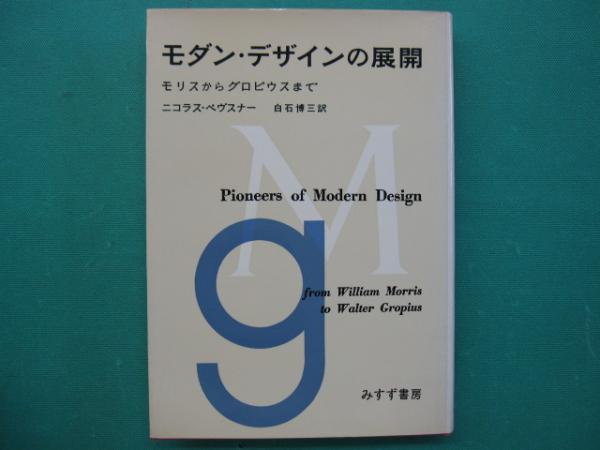 モダン・デザインの展開
モリスからグロピウスまで
ニコラス・ペヴスナー 白石博三訳
M
Pioneers of Modern Design
g
from William Morris
to Walter Gropius
みすず書房